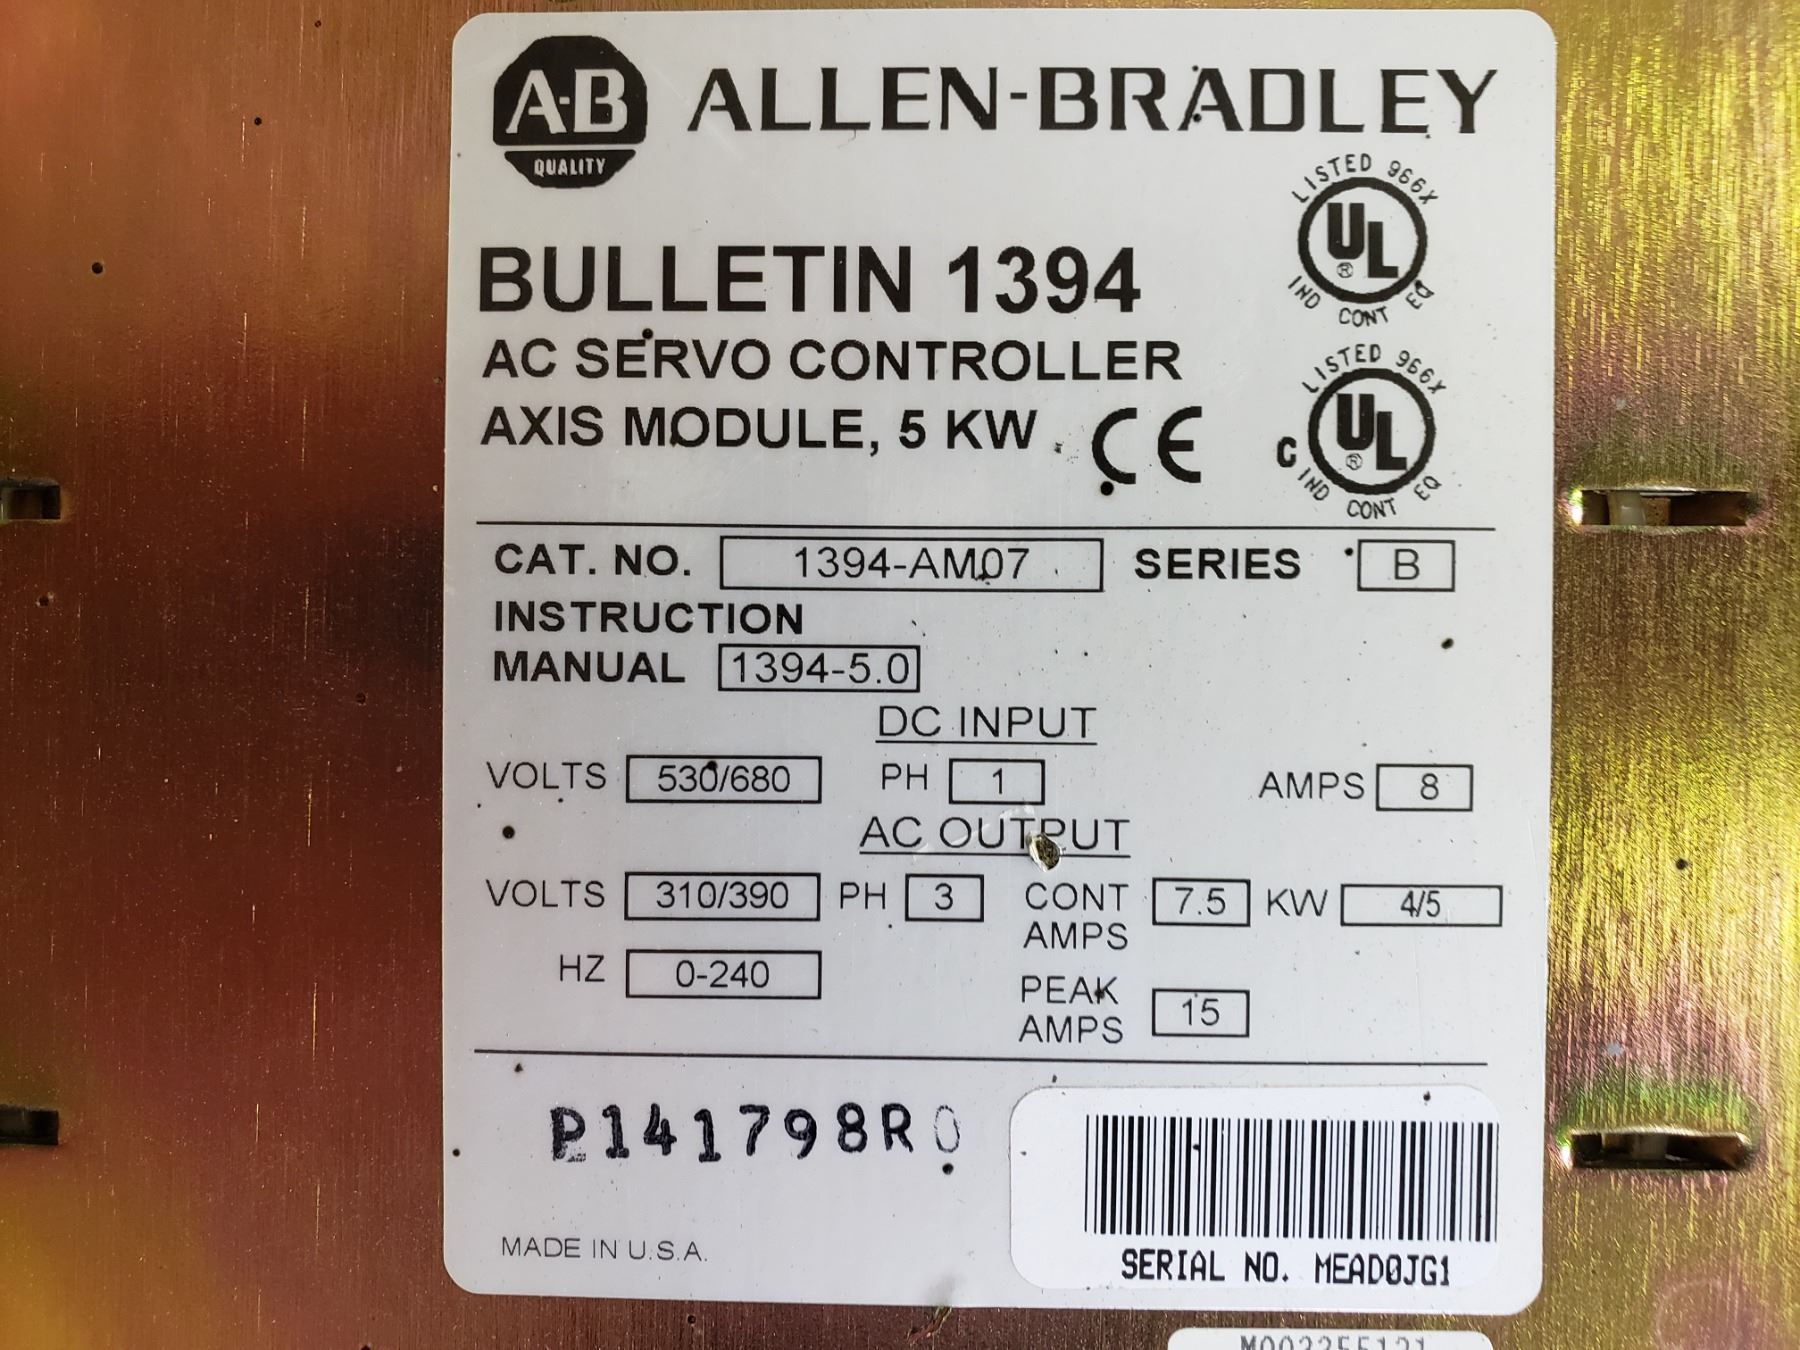 A-B ALLEN-BRADLEY
QUALITY
LISTED 966X
UL
®
IND CONT EQ
BULLETIN 1394
AC SERVO CONTROLLER
AXIS MODULE, 5 KW CE
LISTED 966X
C UL
®
IND CONT EQ
CAT. NO. 1394-AM07 SERIES B
INSTRUCTION
MANUAL 1394-5.0
DC INPUT
VOLTS 530/680 PH 1 AMPS 8
AC OUTPUT
VOLTS 310/390 PH 3 CONT AMPS 7.5 KW 4/5
HZ 0-240 PEAK AMPS 15
P141798R0
MADE IN U.S.A.
SERIAL NO. MEAD0JG1